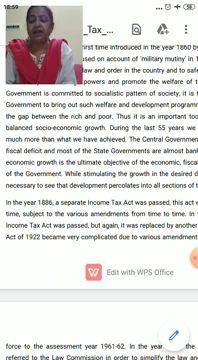 18:59
_Tax_
first time introduced in the year 1860 by
used on account of 'military mutiny' in 1
law and order in the country and to safe
powers and promote the welfare of t
Government is committed to socialistic pattern of society, it is t
Government to bring out such welfare and development programm
the gap between the rich and poor. Thus it is an important too
balanced socio-economic growth. During the last 55 years we
much more than what we have achieved. The Central Governmen
fiscal deficit and most of the State Governments are almost bank
economic growth is the ultimate objective of the economic, fiscal
of the Government. While stimulating the growth in the desired d
necessary to see that development percolates into all sections of t
In the year 1886, a separate Income Tax Act was passed, this act w
time, subject to the various amendments from time to time. In t
Income Tax Act was passed, but again, it was replaced by another
Act of 1922 became very complicated due to various amendments
Edit with WPS Office
force to the assessment year 1961-62. In the year the
referred to the Law Commission in order to simplify the law an